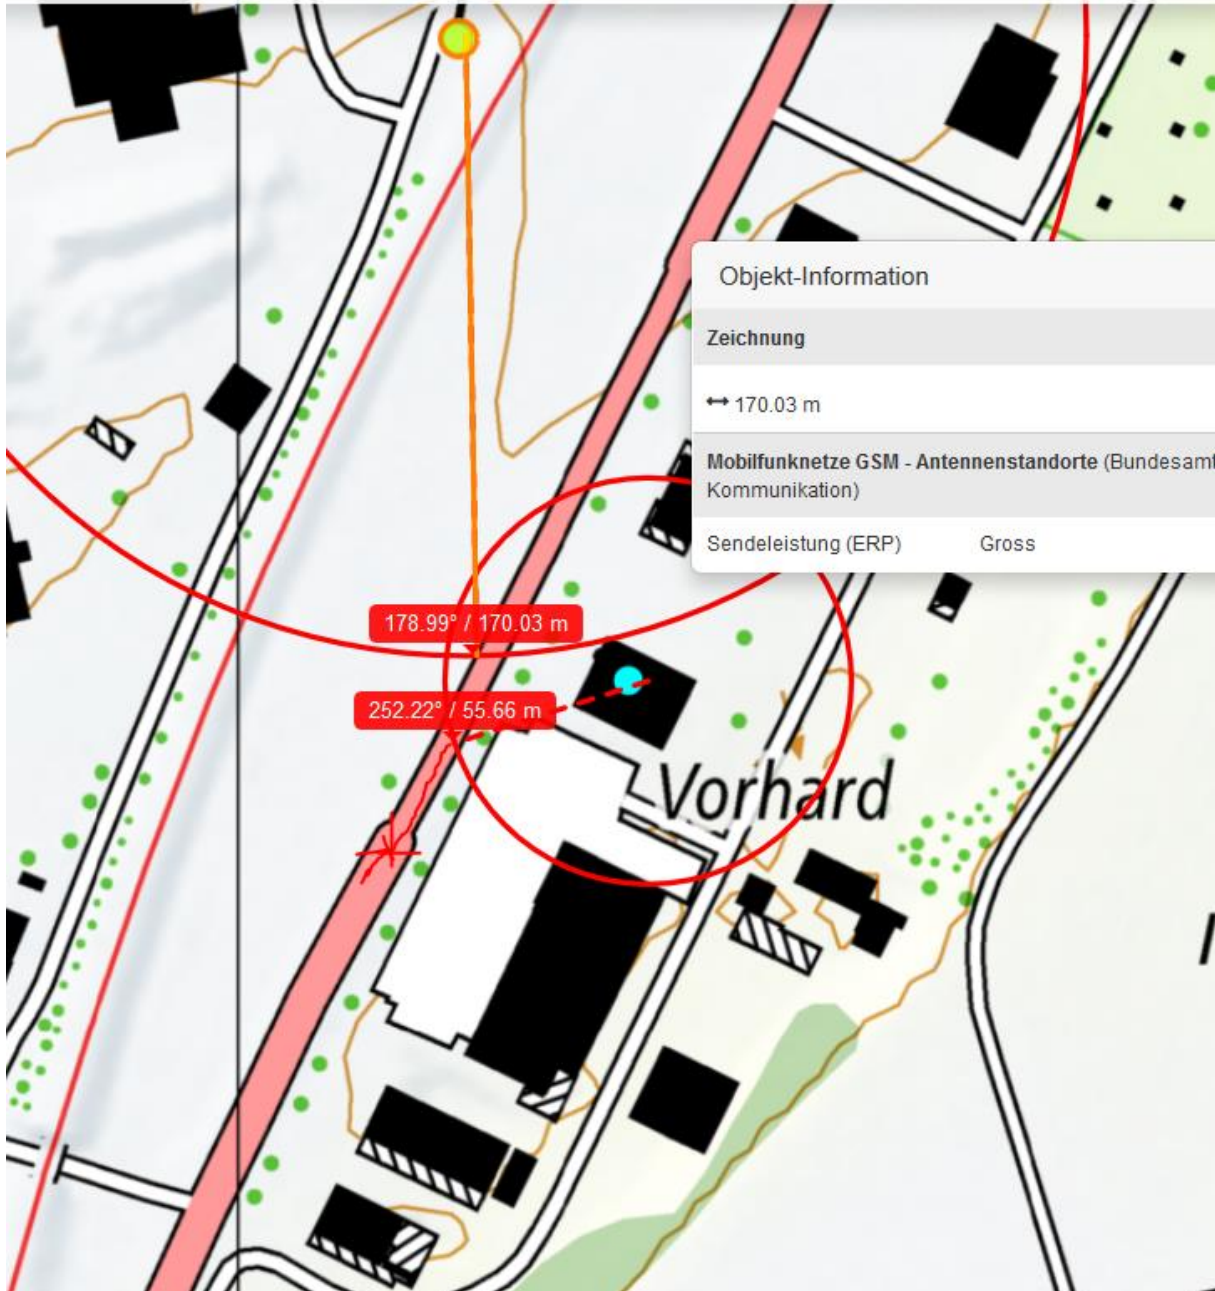 Objekt-Information
Zeichnung
170.03 m
Mobilfunknetze GSM - Antennenstandorte (Bundesamt
Kommunikation)
Sendeleistung (ERP) Gross
178.99° / 170.03 m
252.22° / 55.66 m
Vorhard